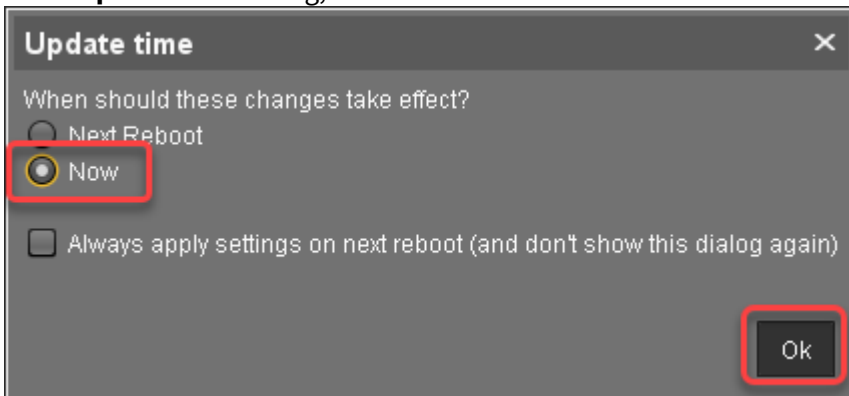 Update time
When should these changes take effect?
Next Reboot
Now
Always apply settings on next reboot (and don't show this dialog again)
Ok